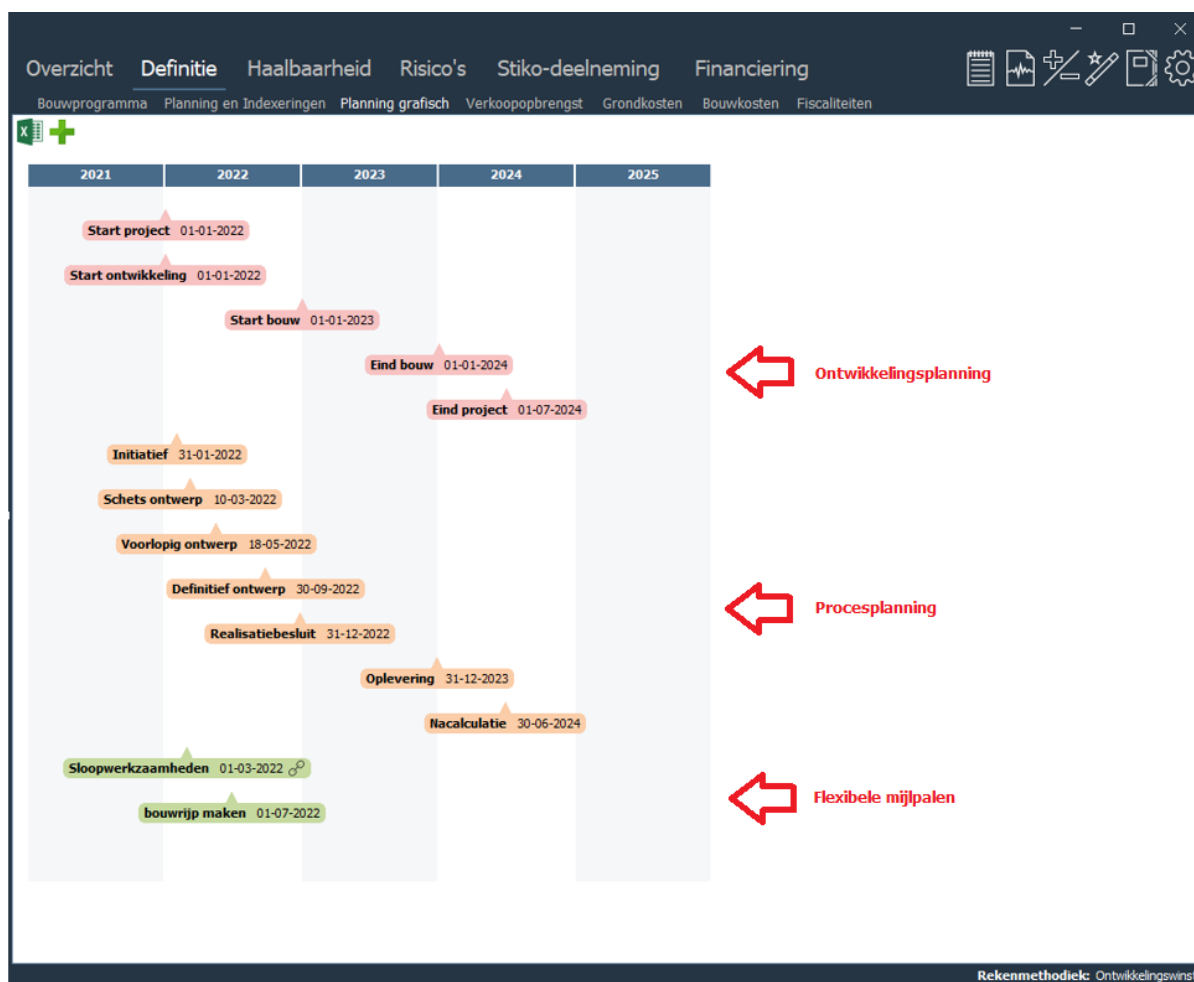 Overzicht Definitie Haalbaarheid Risico's Stiko-deelneming Financiering
Bouwprogramma Planning en Indexeringen Planning grafisch Verkoopopbrengst Grondkosten Bouwkosten Fiscaliteiten
2021 2022 2023 2024 2025
Start project 01-01-2022
Start ontwikkeling 01-01-2022
Start bouw 01-01-2023
Eind bouw 01-01-2024
Ontwikkelingsplanning
Eind project 01-07-2024
Initiatief 31-01-2022
Schets ontwerp 10-03-2022
Voorlopig ontwerp 18-05-2022
Definitief ontwerp 30-09-2022
Procesplanning
Realisatiebesluit 31-12-2022
Oplevering 31-12-2023
Nacalculatie 30-06-2024
Sloopwerkzaamheden 01-03-2022
Flexibele mijlpalen
bouwrijp maken 01-07-2022
Rekenmethodiek: Ontwikkelingswinst